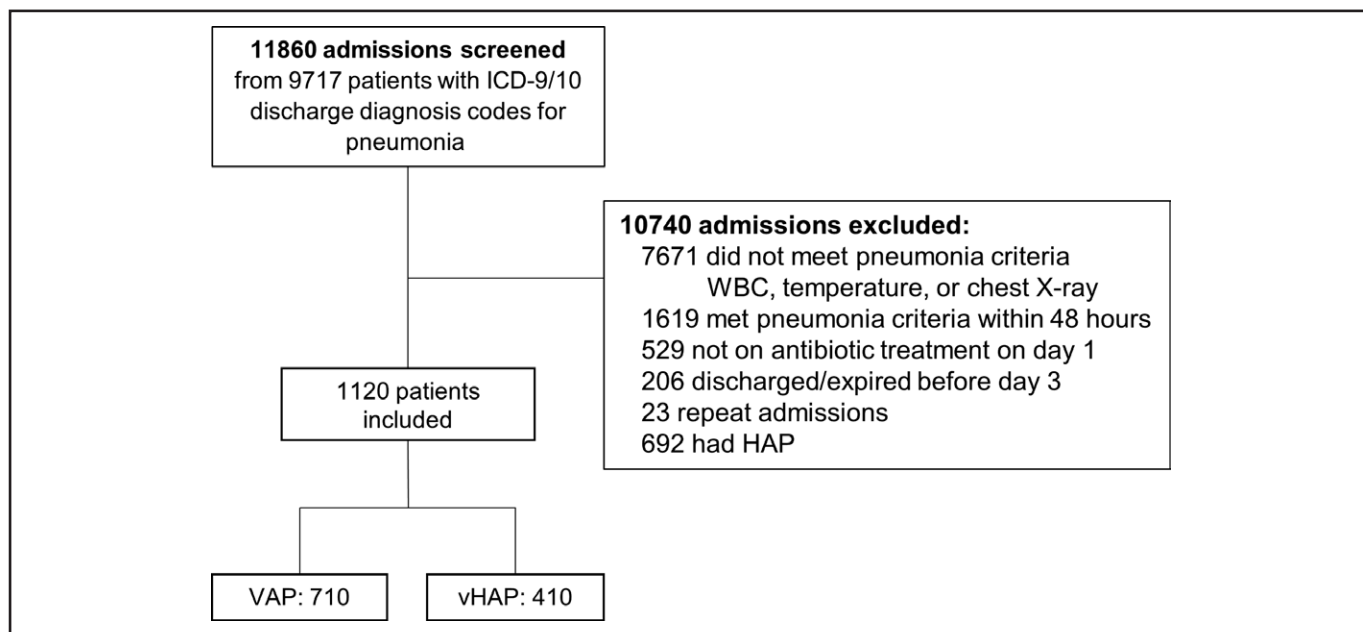 11860 admissions screened
from 9717 patients with ICD-9/10
discharge diagnosis codes for
pneumonia
10740 admissions excluded:
7671 did not meet pneumonia criteria
WBC, temperature, or chest X-ray
1619 met pneumonia criteria within 48 hours
529 not on antibiotic treatment on day 1
206 discharged/expired before day 3
23 repeat admissions
692 had HAP
1120 patients
included
VAP: 710
vHAP: 410